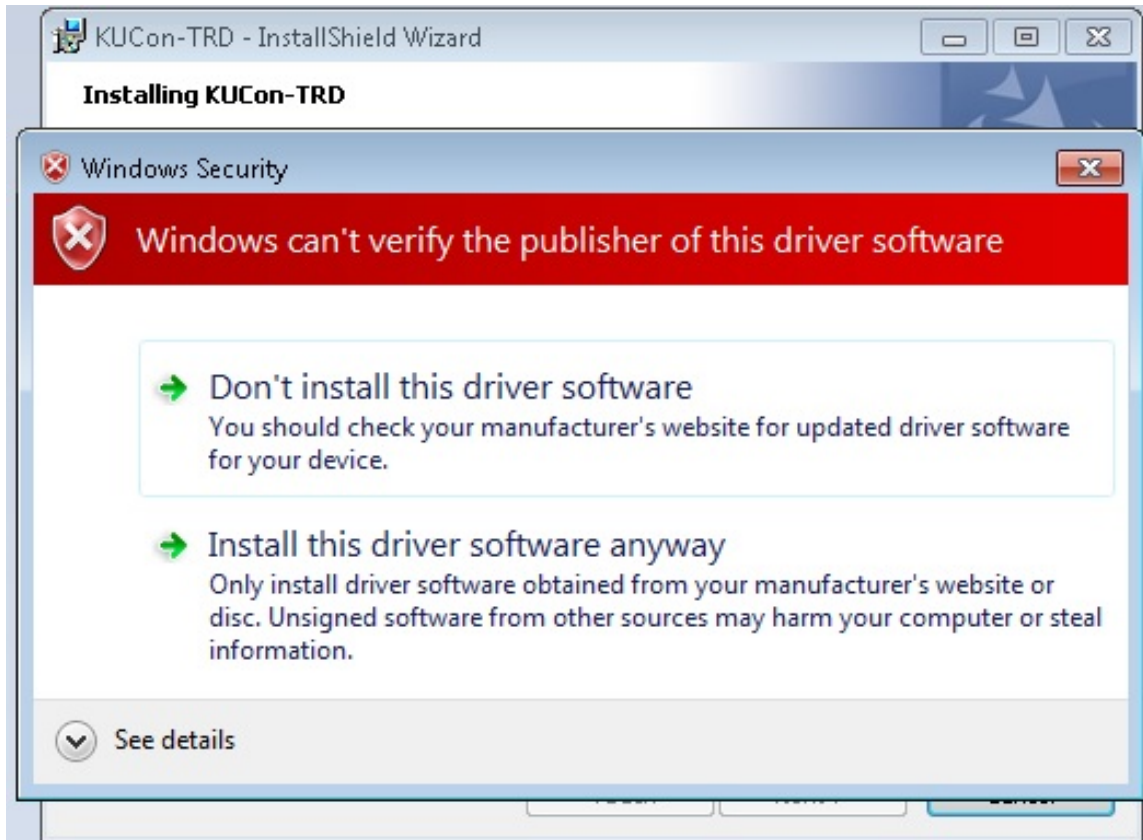 KUCon-TRD - InstallShield Wizard
Installing KUCon-TRD
Windows Security
Windows can't verify the publisher of this driver software
Don't install this driver software
You should check your manufacturer's website for updated driver software
for your device.
Install this driver software anyway
Only install driver software obtained from your manufacturer's website or
disc. Unsigned software from other sources may harm your computer or steal
information.
See details